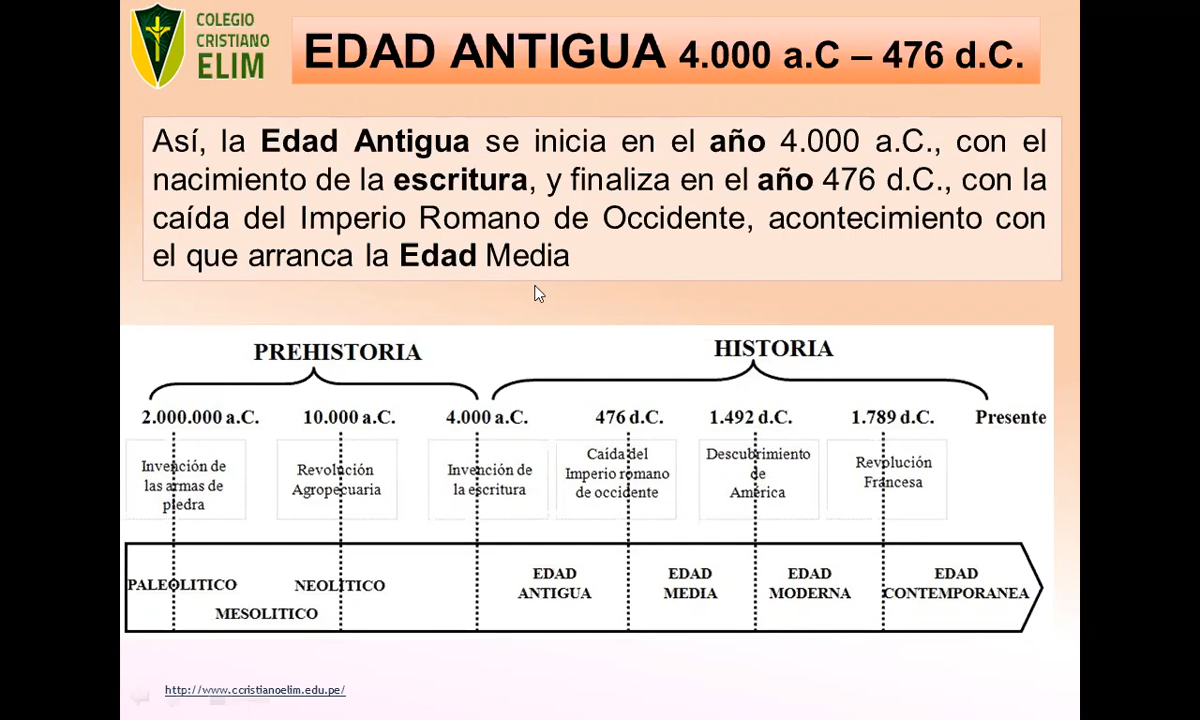 COLEGIO
CRISTIANO
ELIM
EDAD ANTIGUA 4.000 a.C – 476 d.C.
Así, la Edad Antigua se inicia en el año 4.000 a.C., con el
nacimiento de la escritura, y finaliza en el año 476 d.C., con la
caída del Imperio Romano de Occidente, acontecimiento con
el que arranca la Edad Media
PREHISTORIA
HISTORIA
2.000.000 a.C.
10.000 a.C.
4.000 a.C.
476 d.C.
1.492 d.C.
1.789 d.C.
Presente
Invención de
las armas de
piedra
Revolución
Agropecuaria
Invención de
la escritura
Caída del
Imperio romano
de occidente
Descubrimiento
de
América
Revolución
Francesa
PALEOLITICO
MESOLITICO
NEOLITICO
EDAD
ANTIGUA
EDAD
MEDIA
EDAD
MODERNA
EDAD
CONTEMPORANEA
http://www.ccristianoelim.edu.pe/